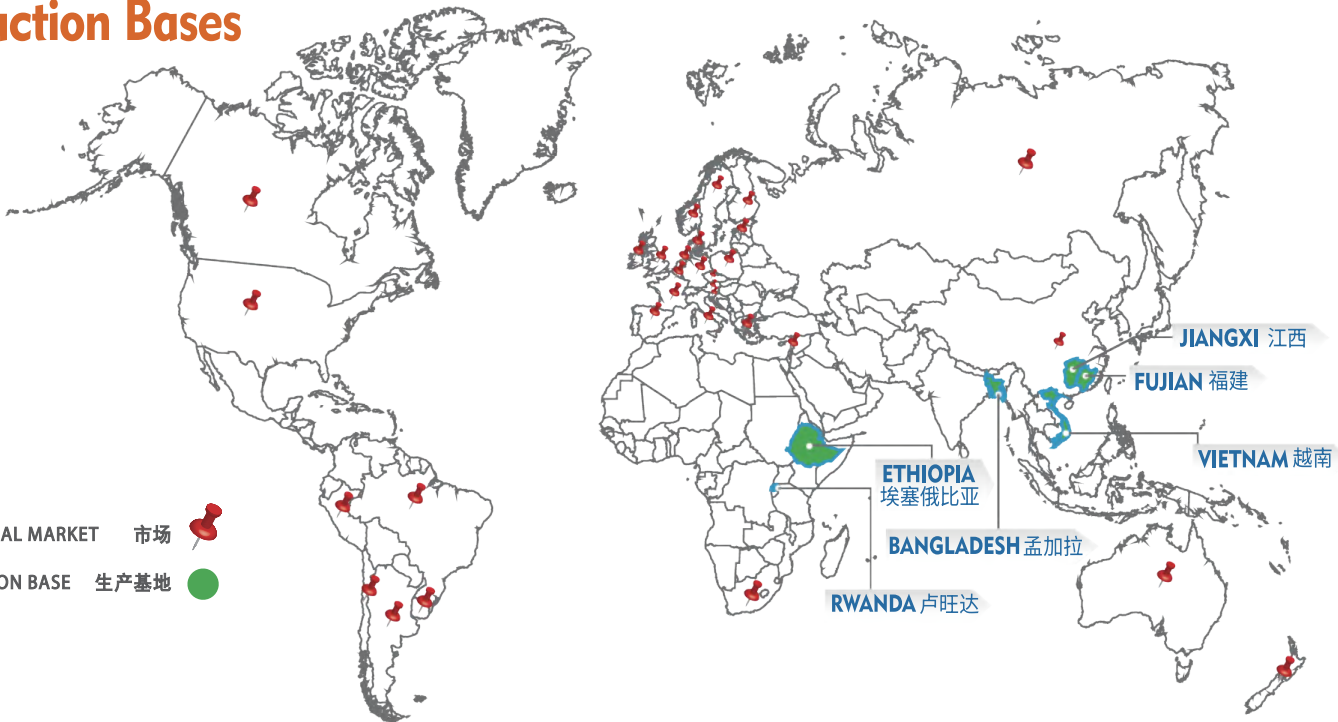 uction Bases
JIANGXI 江西
FUJIAN 福建
VIETNAM 越南
ETHIOPIA
埃塞俄比亚
BANGLADESH 孟加拉
RWANDA 卢旺达
AL MARKET 市场
ON BASE 生产基地